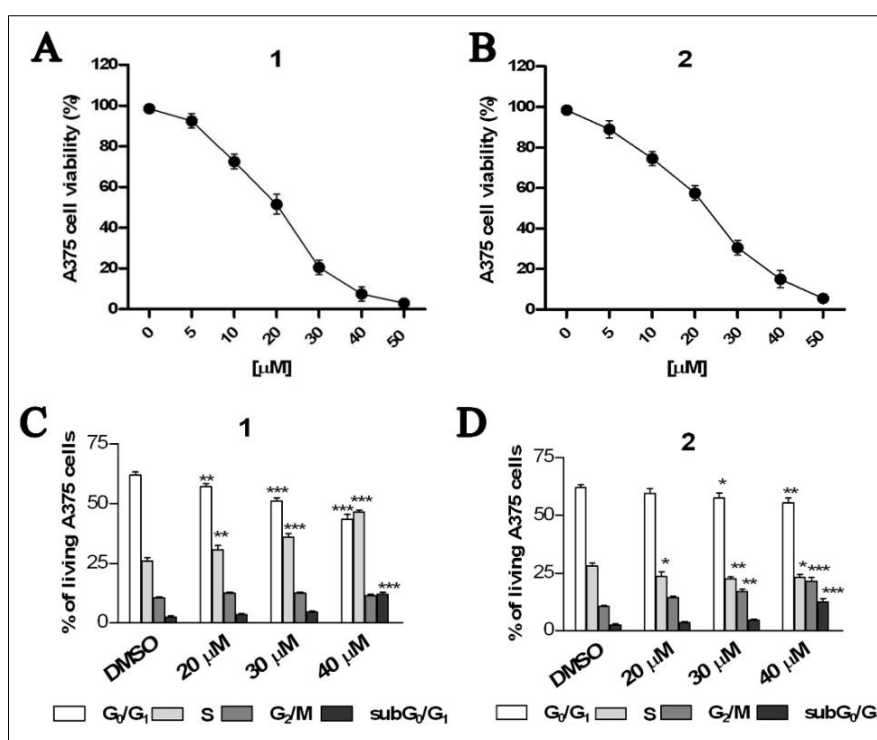 A
1
A375 cell viability (%)
120
100
80
60
40
20
0
0 5 10 20 30 40 50
[μM]
B
2
A375 cell viability (%)
120
100
80
60
40
20
0
0 5 10 20 30 40 50
[μM]
C
1
% of living A375 cells
75
50
25
0
** ** *** *** *** *** ***
DMSO 20 μM 30 μM 40 μM
G₀/G₁ S G₂/M subG₀/G₁
D
2
% of living A375 cells
75
50
25
0
* * ** ** ** * *** ***
DMSO 20 μM 30 μM 40 μM
G₀/G₁ S G₂/M subG₀/G